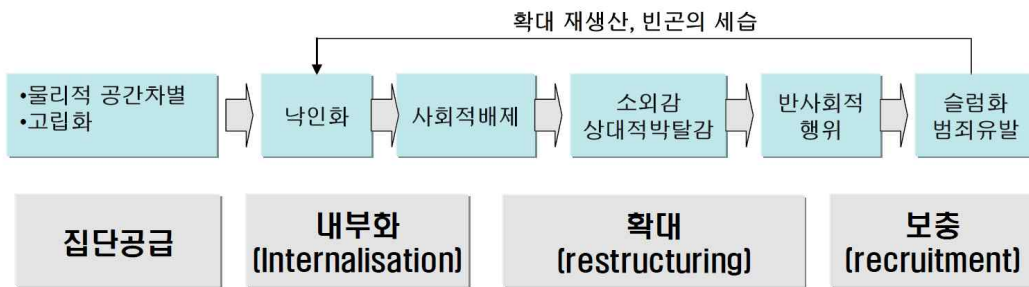 확대 재생산, 빈곤의 세습
•물리적 공간차별
•고립화
낙인화
사회적배제
소외감
상대적박탈감
반사회적
행위
슬럼화
범죄유발
집단공급
내부화
(Internalisation)
확대
(restructuring)
보충
(recruitment)